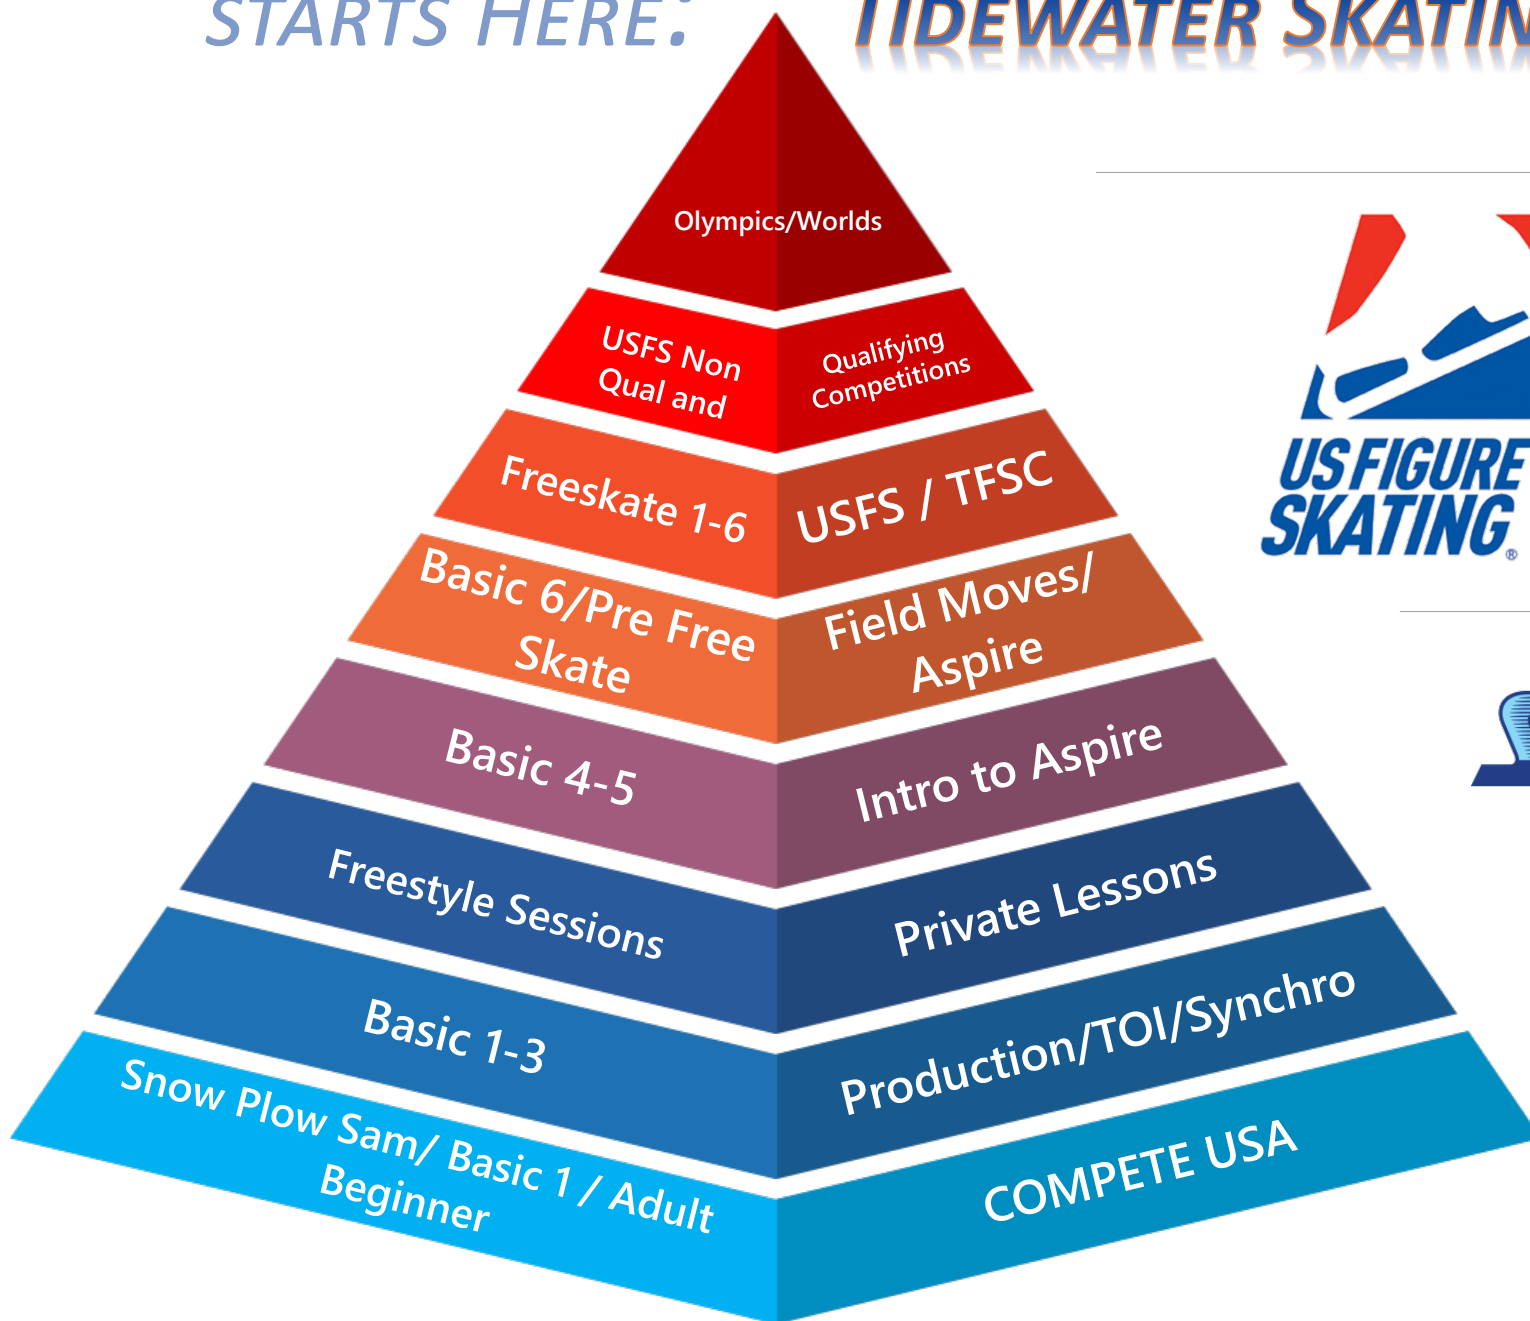 STARTS HERE:
TIDEWATER SKATIN
Olympics/Worlds
USFS Non
Qual and
Qualifying
Competitions
Freeskate 1-6
USFS / TFSC
Basic 6/Pre Free
Skate
Field Moves/
Aspire
Basic 4-5
Intro to Aspire
Freestyle Sessions
Private Lessons
Basic 1-3
Production/TOI/Synchro
Snow Plow Sam/ Basic 1 / Adult
Beginner
COMPETE USA
US FIGURE
SKATING®